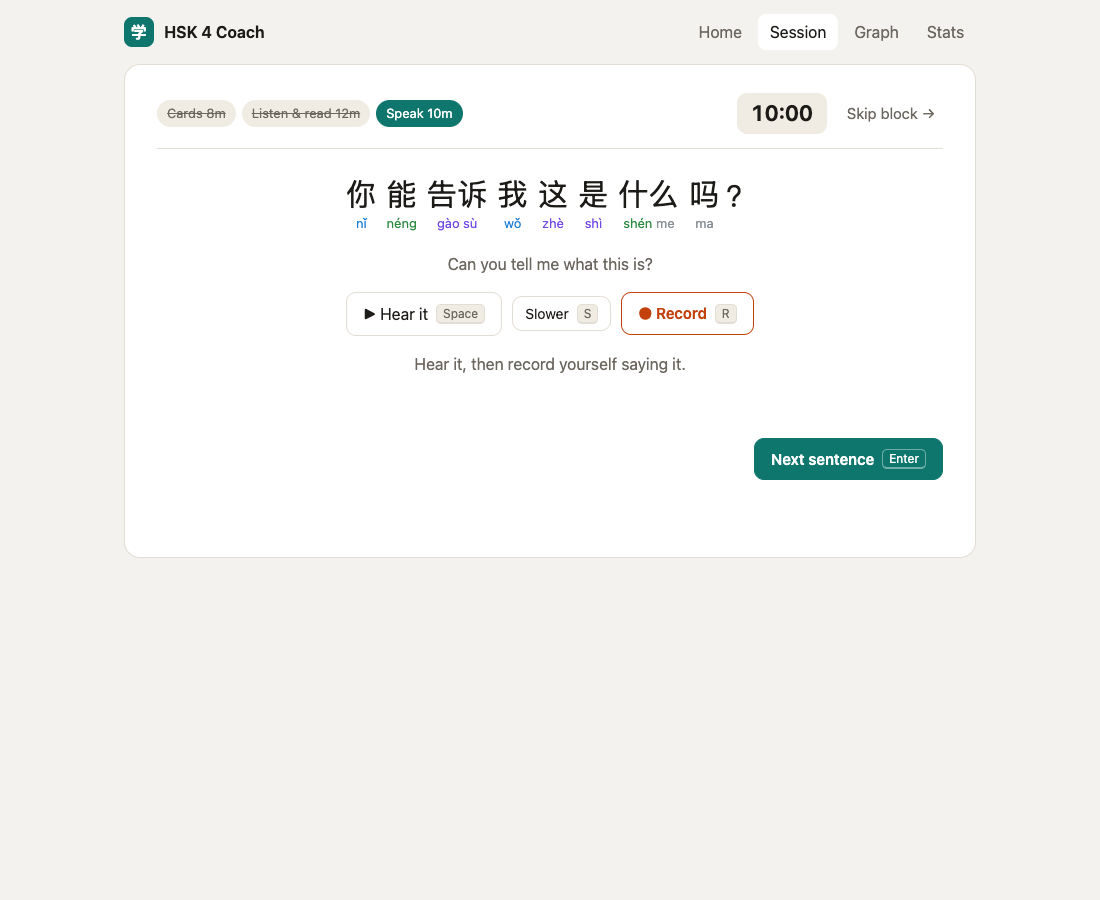 学 HSK 4 Coach Home Session Graph Stats
Cards 8m Listen & read 12m Speak 10m 10:00 Skip block →
你 能 告诉 我 这 是 什么 吗？
nǐ néng gào sù wǒ zhè shì shén me ma
Can you tell me what this is?
▶ Hear it Space Slower S ● Record R
Hear it, then record yourself saying it.
Next sentence Enter